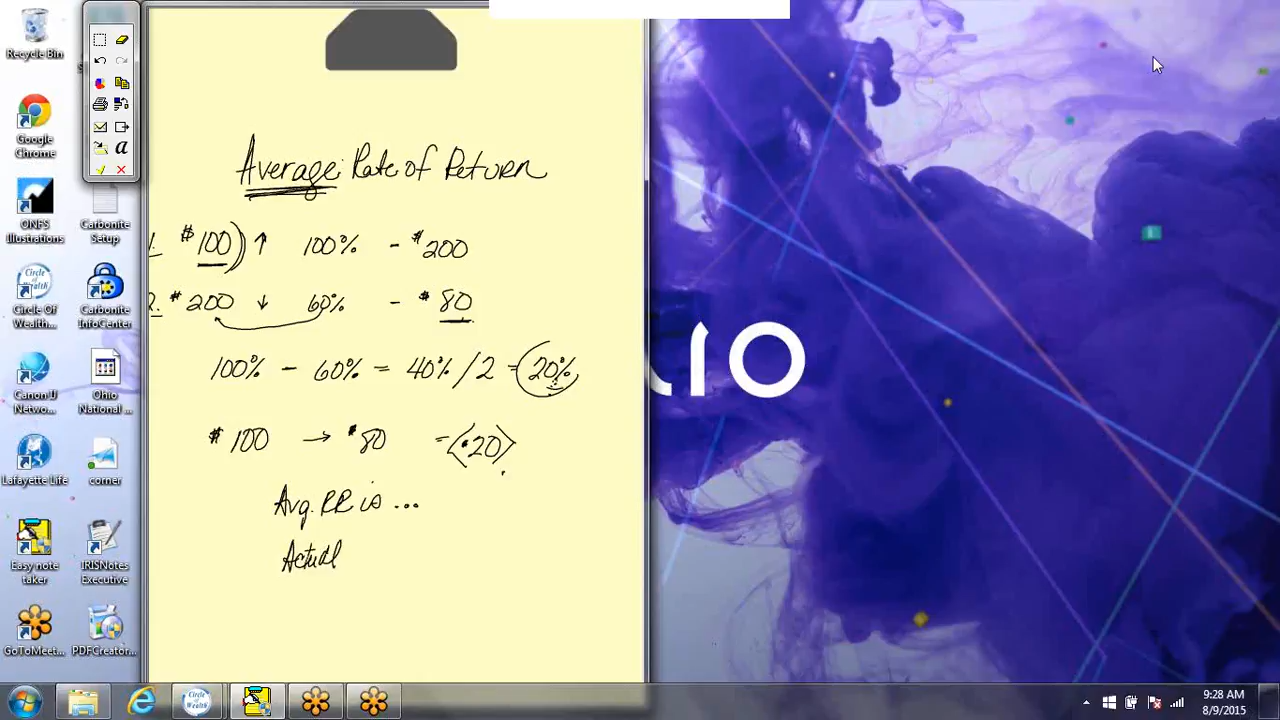 Recycle Bin
Google Chrome
ONFS Illustrations
Carbonite Setup
Circle Of Wealth...
Carbonite InfoCenter
Canon iJ Netwo...
Ohio National ...
Lafayette Life
corner
Easy note taker
IRISNotes Executive
GoToMeet...
PDFCreator...
Average Rate of Return
1. $100) ↑ 100% - $200
2. $200 ↓ 60% - $80
100% - 60% = 40% / 2 = 20%
$100 → $80 = <$20>
Avg. RR is ...
Actual
10
9:28 AM
8/9/2015